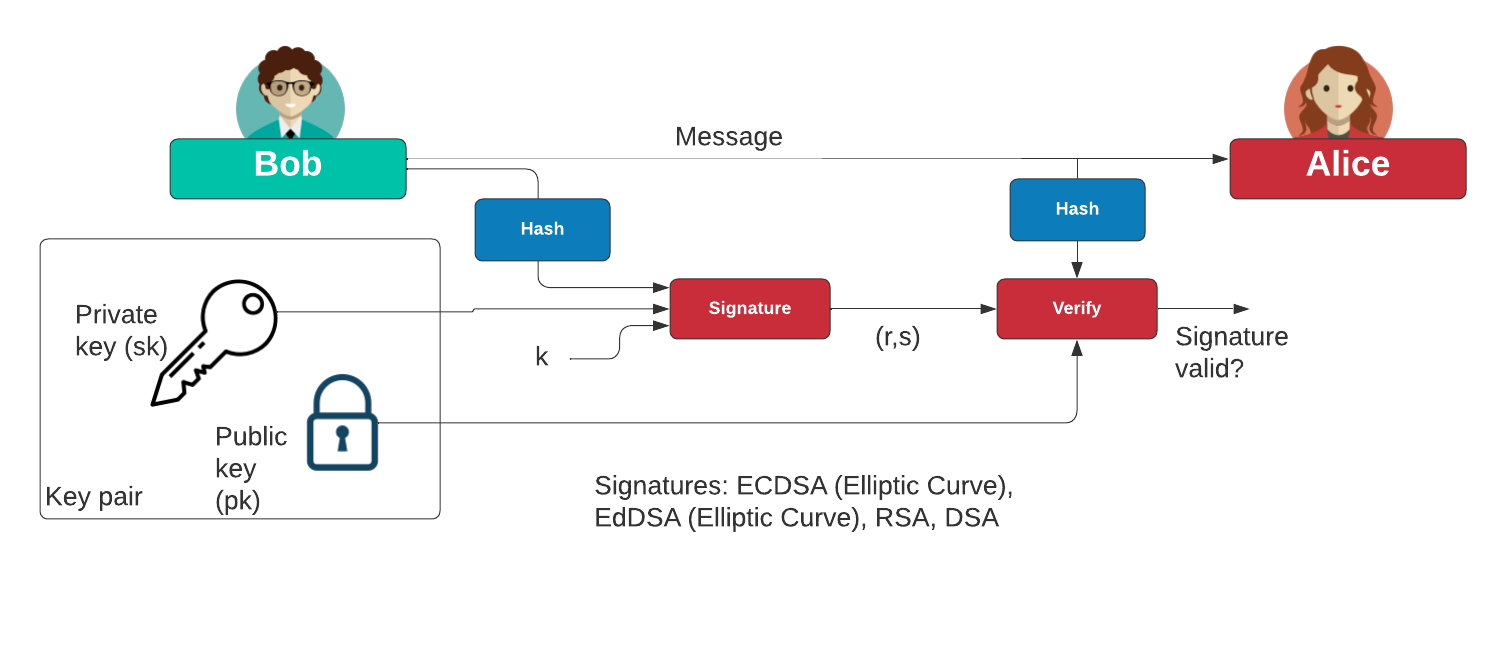 Message
Bob
Alice
Hash
Hash
Private
key (sk)
Signature
Verify
k
(r,s)
Signature
valid?
Public
key
(pk)
Key pair
Signatures: ECDSA (Elliptic Curve),
EdDSA (Elliptic Curve), RSA, DSA